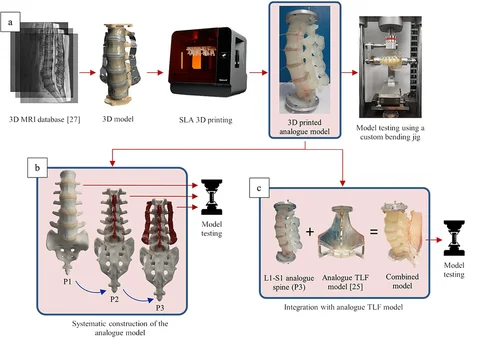 a
3D MRI database [27]
3D model
SLA 3D printing
3D printed
analogue model
Model testing using a
custom bending jig
b
P1
P2
P3
Model
testing
Systematic construction of the
analogue model
c
L1-S1 analogue
spine (P3)
+
Analogue TLF
model [25]
=
Combined
model
Model
testing
Integration with analogue TLF model